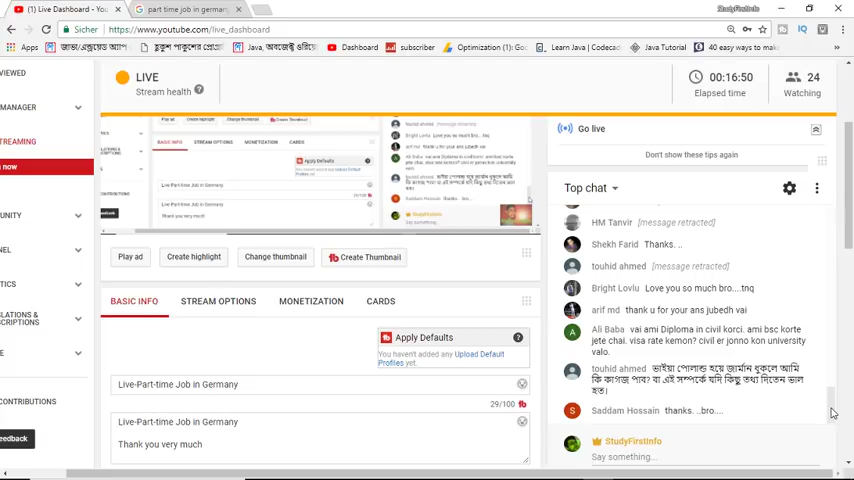 (1) Live Dashboard - YouT
part time job in germany
StudyFirstInfo
Sicher
https://www.youtube.com/live_dashboard
Apps
Dashboard
subscriber
Optimization (1): Goo
Learn Java | Codecad
Java Tutorial
40 easy ways to make
VIEWED
MANAGER
STREAMING
now
UNITY
NEL
TICS
LATIONS &
SCRIPTIONS
E
CONTRIBUTIONS
eedback
LIVE
Stream health
00:16:50
Elapsed time
24
Watching
Play ad
Create highlight
Change thumbnail
Create Thumbnail
BASIC INFO
STREAM OPTIONS
MONETIZATION
CARDS
Apply Defaults
You haven't added any Upload Default
Profiles yet.
Live-Part-time Job in Germany
29/100
Live-Part-time Job in Germany
Thank you very much
Go live
Don't show these tips again
Top chat
HM Tanvir [message retracted]
Shekh Farid Thanks. ..
touhid ahmed [message retracted]
Bright Lovlu Love you so much bro....tnq
arif md thank u for your ans jubedh vai
Ali Baba vai ami Diploma in civil korci. ami bsc korte
jete chai. visa rate kemon? civil er jonno kon university
valo.
touhid ahmed ভাইয়া পোলান্ড হয়ে জার্মান ঢুকলে আমি
কি কাগজ পাব? বা এই সম্পর্কে যদি কিছু তথ্য দিতেন ভাল
হত।
Saddam Hossain thanks. ..bro....
StudyFirstInfo
Say something...